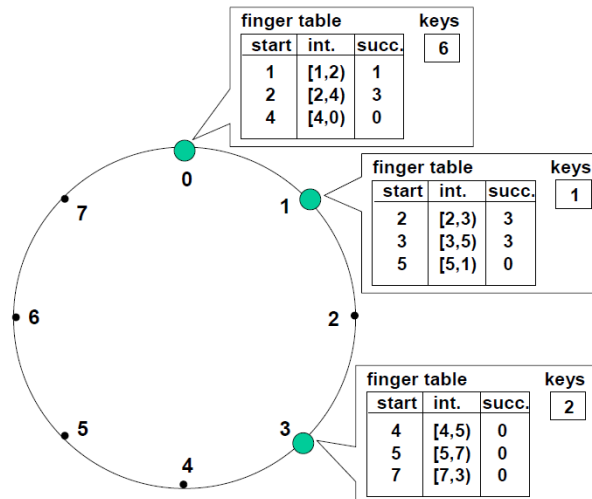 finger table keys
start int. succ. 6
1 [1,2) 1
2 [2,4) 3
4 [4,0) 0
0
7
1
finger table keys
start int. succ. 1
2 [2,3) 3
3 [3,5) 3
5 [5,1) 0
6
2
finger table keys
start int. succ. 2
4 [4,5) 0
5 [5,7) 0
7 [7,3) 0
5
3
4